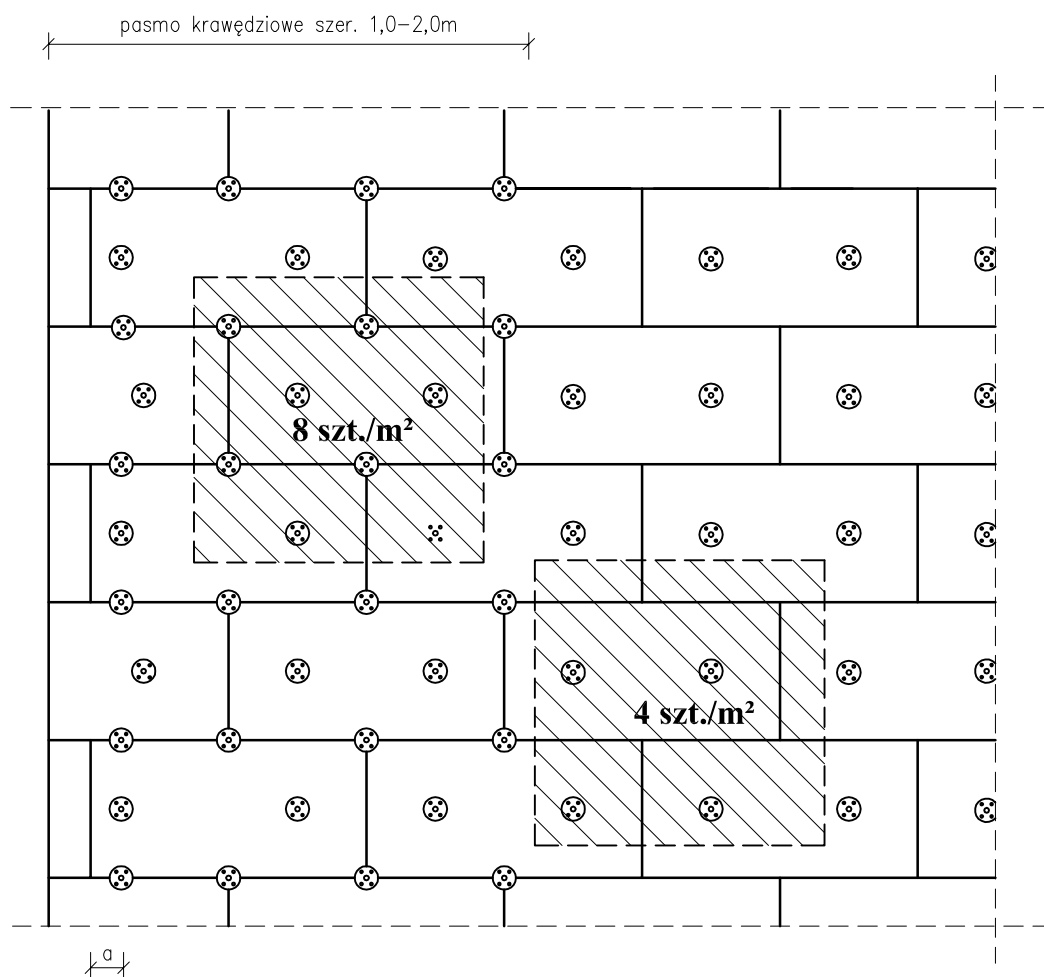 pasmo krawędziowe szer. 1,0-2,0m
8 szt./m²
4 szt./m²
a